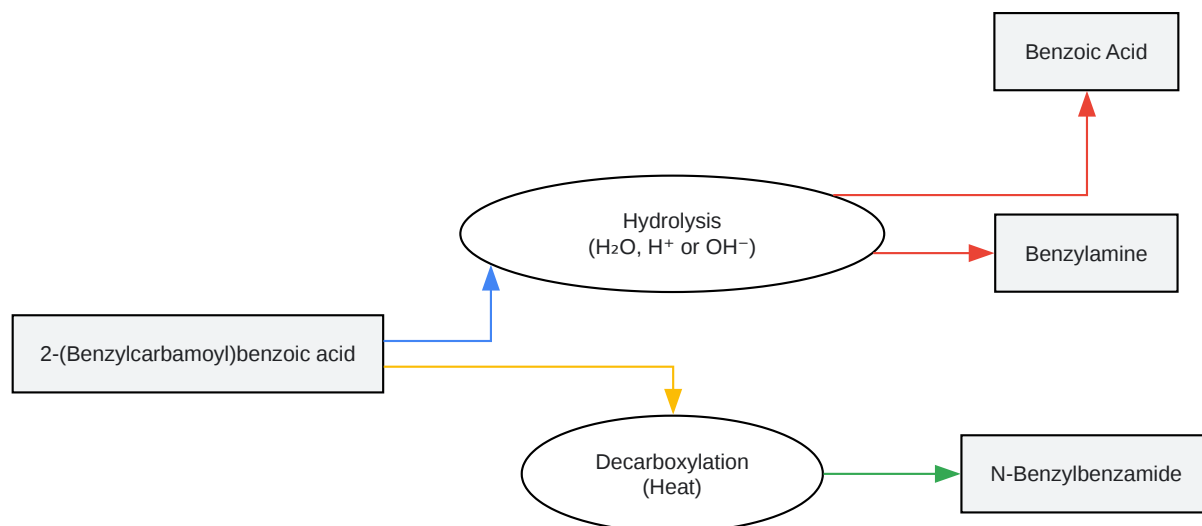 Benzoic Acid
Hydrolysis
(H₂O, H⁺ or OH⁻)
Benzylamine
2-(Benzylcarbamoyl)benzoic acid
Decarboxylation
(Heat)
N-Benzylbenzamide